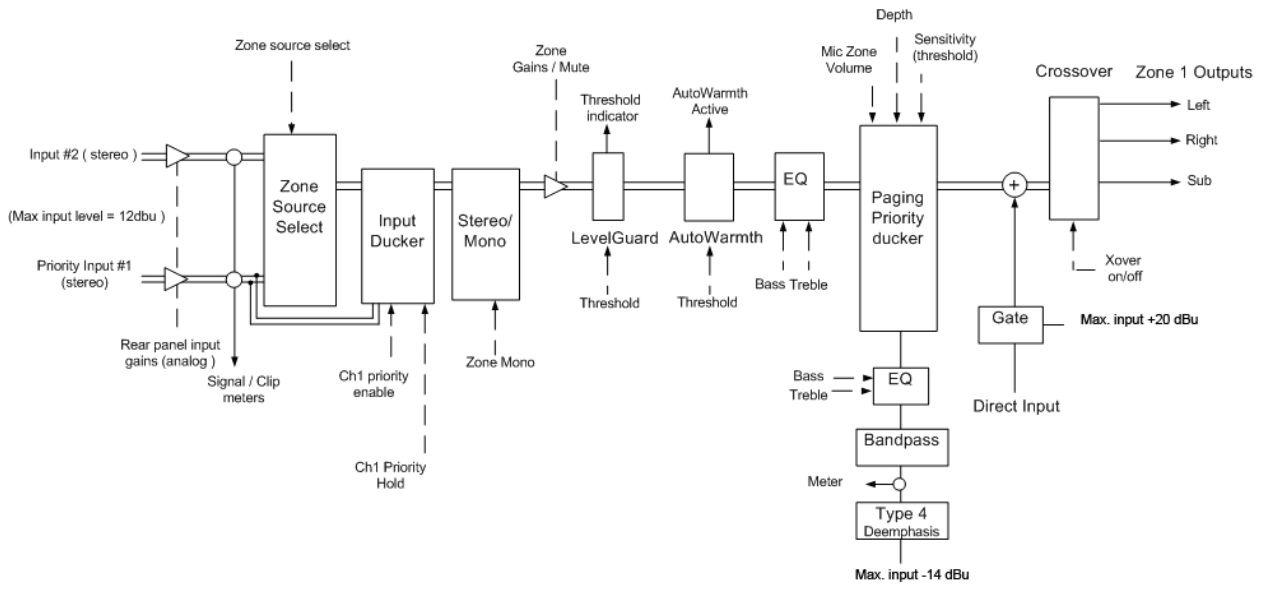 Depth
Zone source select
Zone
Gains / Mute
Mic Zone
Volume
Sensitivity
(threshold)
Crossover
Zone 1 Outputs
Threshold
indicator
AutoWarmth
Active
Left
Input #2 ( stereo )
Right
Zone
Source
Select
EQ
Sub
(Max input level = 12dbu )
Input
Ducker
Stereo/
Mono
LevelGuard
AutoWarmth
Paging
Priority
ducker
+
Priority Input #1
(stereo)
Bass
Treble
Xover
on/off
Threshold
Threshold
Gate
Max. input +20 dBu
Rear panel input
gains (analog )
Signal / Clip
meters
Ch1 priority
enable
Zone Mono
Bass
Treble
EQ
Direct Input
Bandpass
Ch1 Priority
Hold
Meter
Type 4
Deemphasis
Max. input -14 dBu